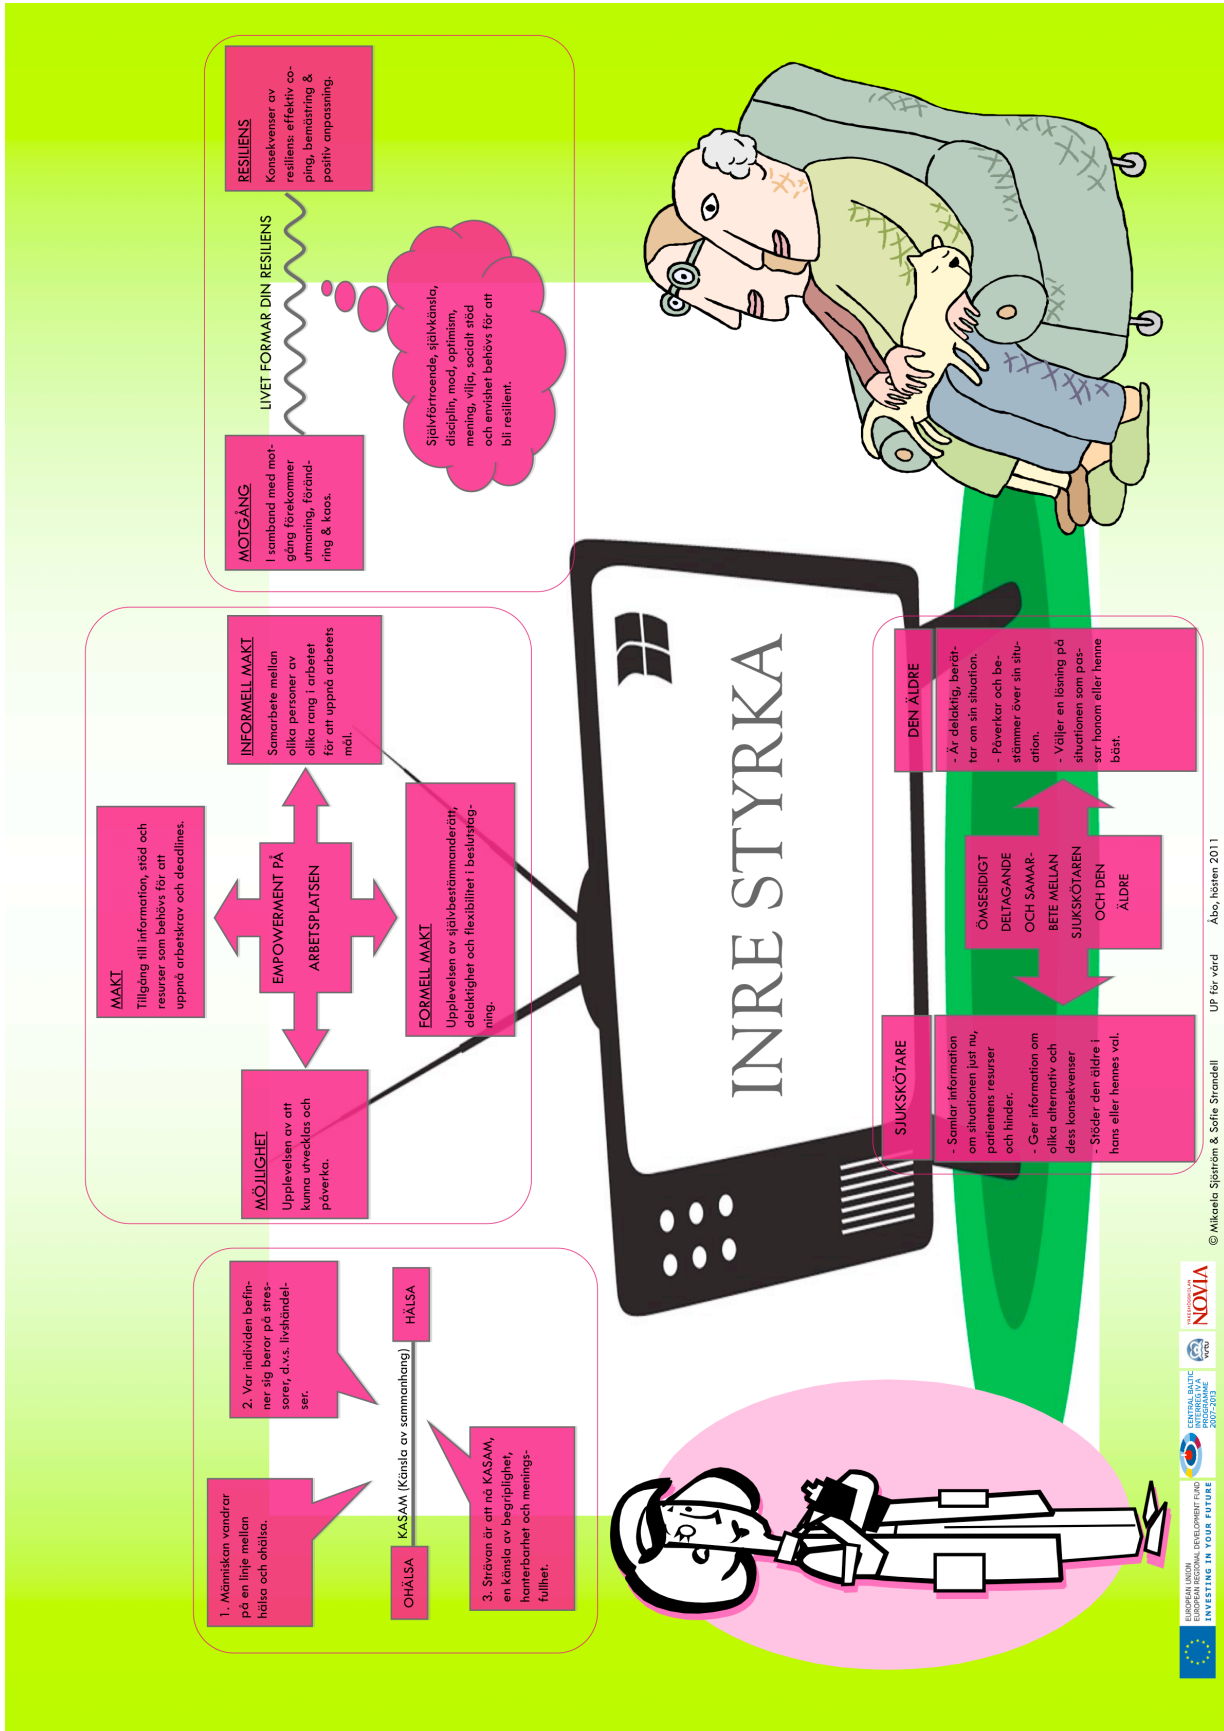 1. Människan vandrar
på en linje mellan
hälsa och ohälsa.
2. Var individen befin-
ner sig beror på stres-
sorer, d.v.s. livshändel-
ser.
OHÄLSA
KASAM (Känsla av sammanhang)
HÄLSA
3. Strävan är att nå KASAM,
en känsla av begriplighet,
hanterbarhet och menings-
fullhet.
MAKT
Tillgång till information, stöd och
resurser som behövs för att
uppnå arbetskrav och deadlines.
MÖJLIGHET
Upplevelsen av att
kunna utvecklas och
påverka.
EMPOWERMENT PÅ
ARBETSPLATSEN
INFORMELL MAKT
Samarbete mellan
olika personer av
olika rang i arbetet
för att uppnå arbetets
mål.
FORMELL MAKT
Upplevelsen av självbestämmanderätt,
delaktighet och flexibilitet i beslutstag-
ning.
MOTGÅNG
I samband med mot-
gång förekommer
utmaning, föränd-
ring & kaos.
LIVET FORMAR DIN RESILIENS
RESILIENS
Konsekvenser av
resiliens: effektiv co-
ping, bemästring &
positiv anpassning.
Självförtroende, självkänsla,
disciplin, mod, optimism,
mening, vilja, socialt stöd
och envishet behövs för att
bli resilient.
INRE STYRKA
SJUKSKÖTARE
- Samlar information
om situationen just nu,
patientens resurser
och hinder.
- Ger information om
olika alternativ och
dess konsekvenser
- Stöder den äldre i
hans eller hennes val.
ÖMSESIDIGT
DELTAGANDE
OCH SAMAR-
BETE MELLAN
SJUKSKÖTAREN
OCH DEN
ÄLDRE
DEN ÄLDRE
- Är delaktig, berät-
tar om sin situation.
- Påverkar och be-
stämmer över sin situ-
ation.
- Väljer en lösning på
situationen som pas-
sar honom eller henne
bäst.
EUROPEAN UNION
EUROPEAN REGIONAL DEVELOPMENT FUND
INVESTING IN YOUR FUTURE
CENTRAL BALTIC
INTERREG IV A
PROGRAMME
2007-2013
YRKESHÖGSKOLAN
NOVIA
© Mikaela Sjöström & Sofie Strandell UP för vård Åbo, hösten 2011